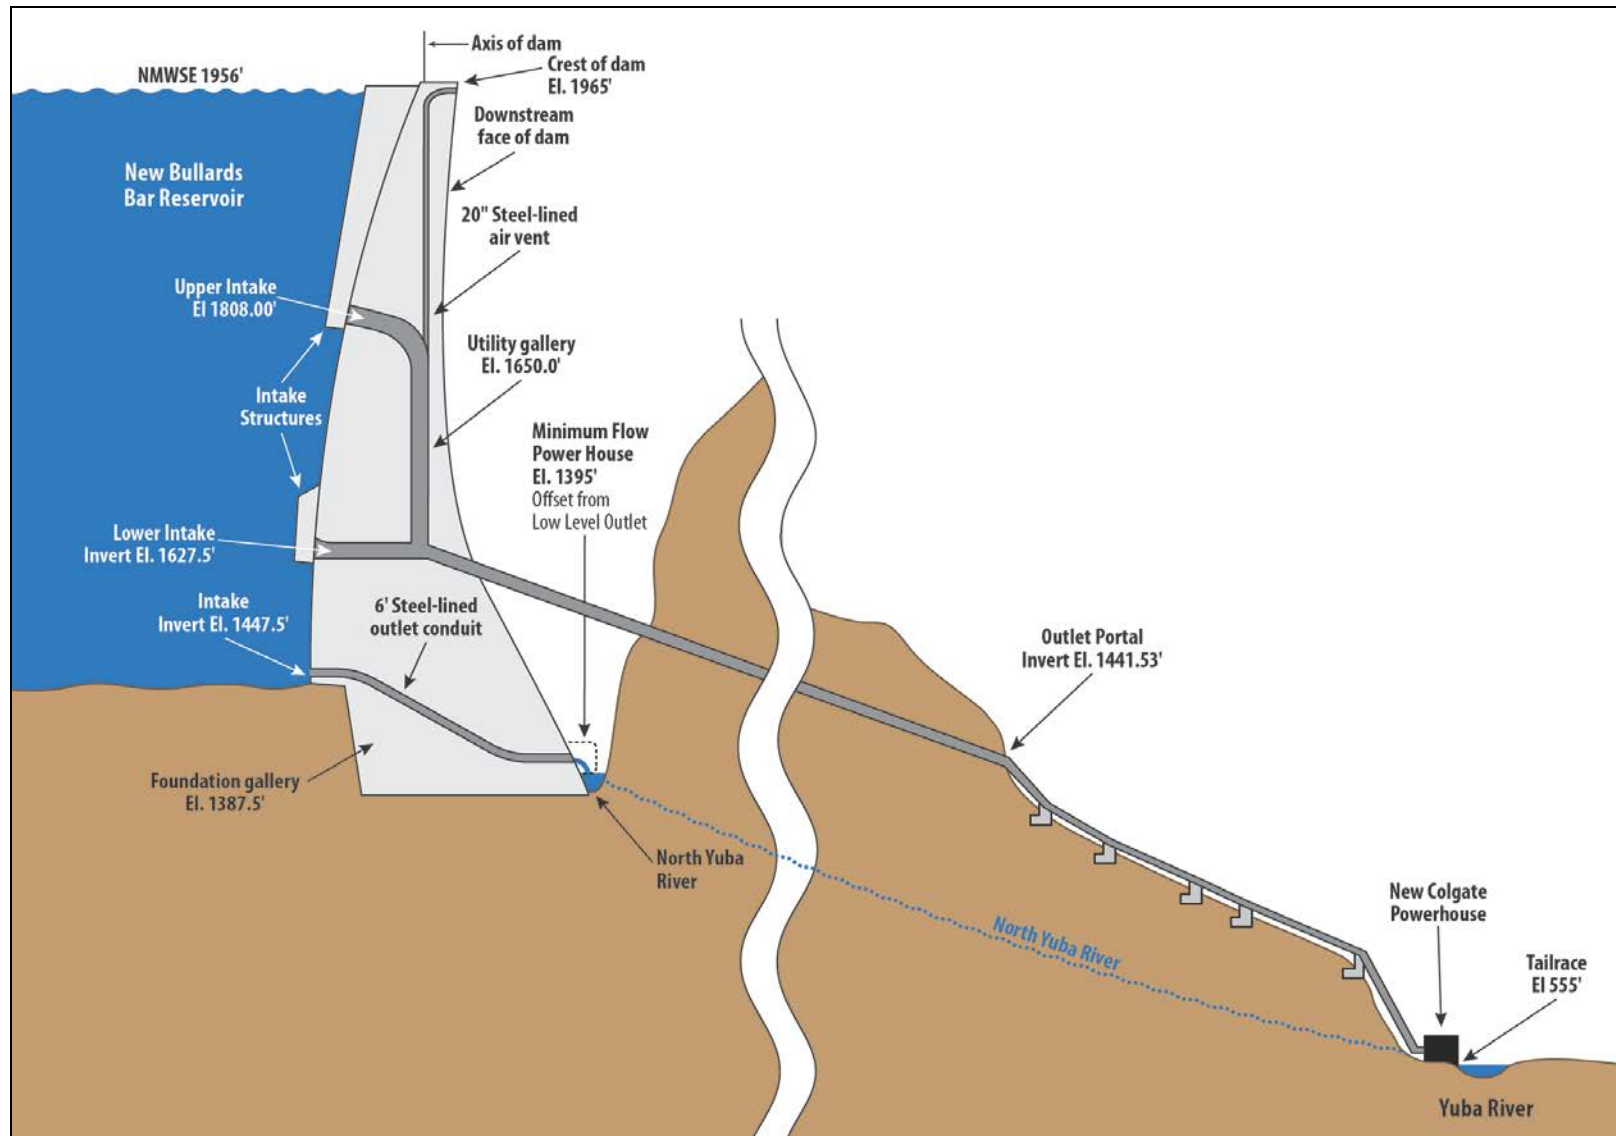 Axis of dam
NMWSE 1956'
Crest of dam
El. 1965'
Downstream
face of dam
New Bullards
Bar Reservoir
20" Steel-lined
air vent
Upper Intake
El 1808.00'
Utility gallery
El. 1650.0'
Intake
Structures
Minimum Flow
Power House
El. 1395'
Offset from
Low Level Outlet
Lower Intake
Invert El. 1627.5'
Intake
Invert El. 1447.5'
6' Steel-lined
outlet conduit
Outlet Portal
Invert El. 1441.53'
Foundation gallery
El. 1387.5'
North Yuba
River
North Yuba River
New Colgate
Powerhouse
Tailrace
El 555'
Yuba River